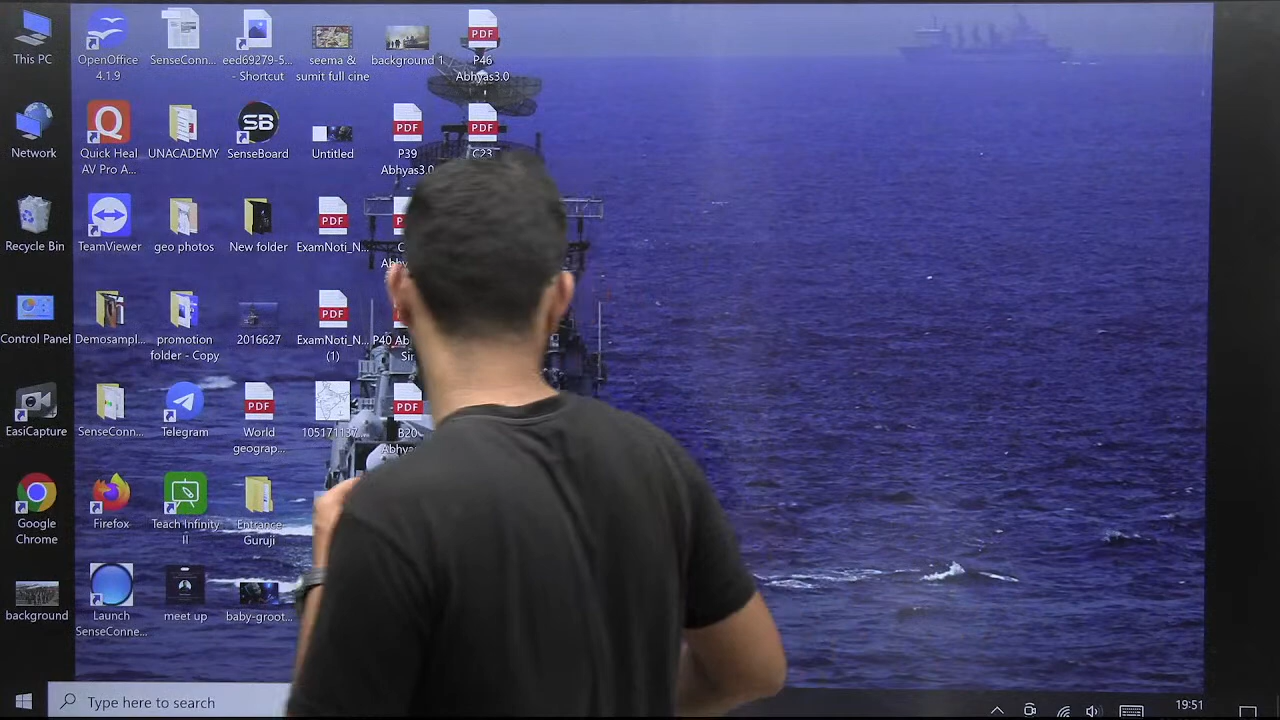 This PC
OpenOffice
4.1.9
SenseConn...
eed69279-5...
- Shortcut
seema &
sumit full cine
background 1
PDF
P46
Abhyas3.0
Network
Quick Heal
AV Pro A...
UNACADEMY
SB
SenseBoard
Untitled
PDF
P39
Abhyas3.0
PDF
C23
Recycle Bin
TeamViewer
geo photos
New folder
PDF
ExamNoti_N...
Control Panel
Demosampl...
promotion
folder - Copy
2016627
PDF
ExamNoti_N...
(1)
P40 Ab
Sir
EasiCapture
SenseConn...
Telegram
PDF
World
geograp...
105171137
PDF
B20
Abhya
Google
Chrome
Firefox
Teach Infinity
II
Entrance
Guruji
background
Launch
SenseConne...
meet up
baby-groot...
Type here to search
19:51